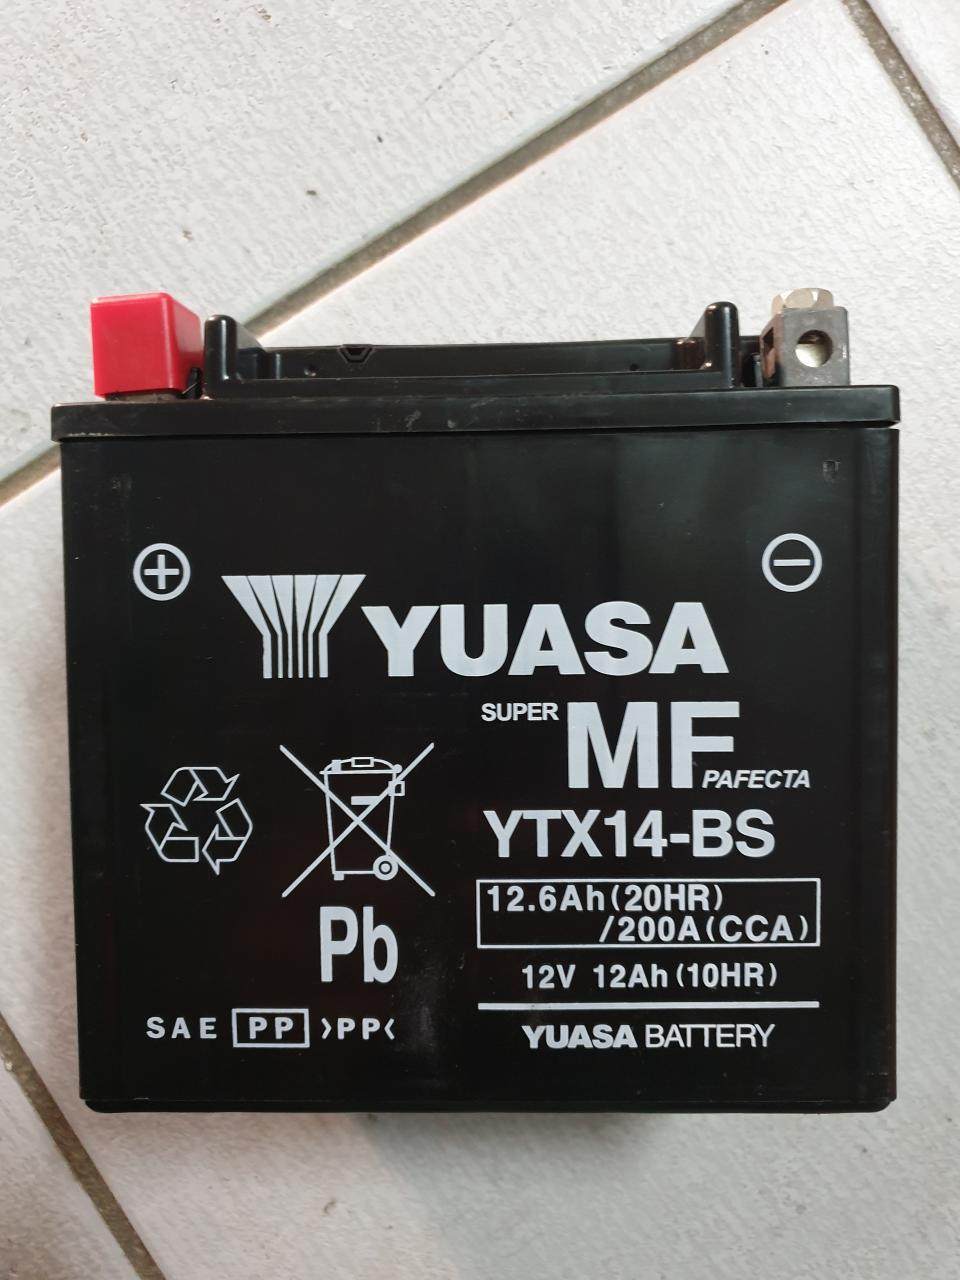 YUASA
SUPER MF PAFECTA
YTX14-BS
12.6Ah(20HR)
/200A(CCA)
Pb
12V 12Ah(10HR)
SAE PP >PP<
YUASA BATTERY